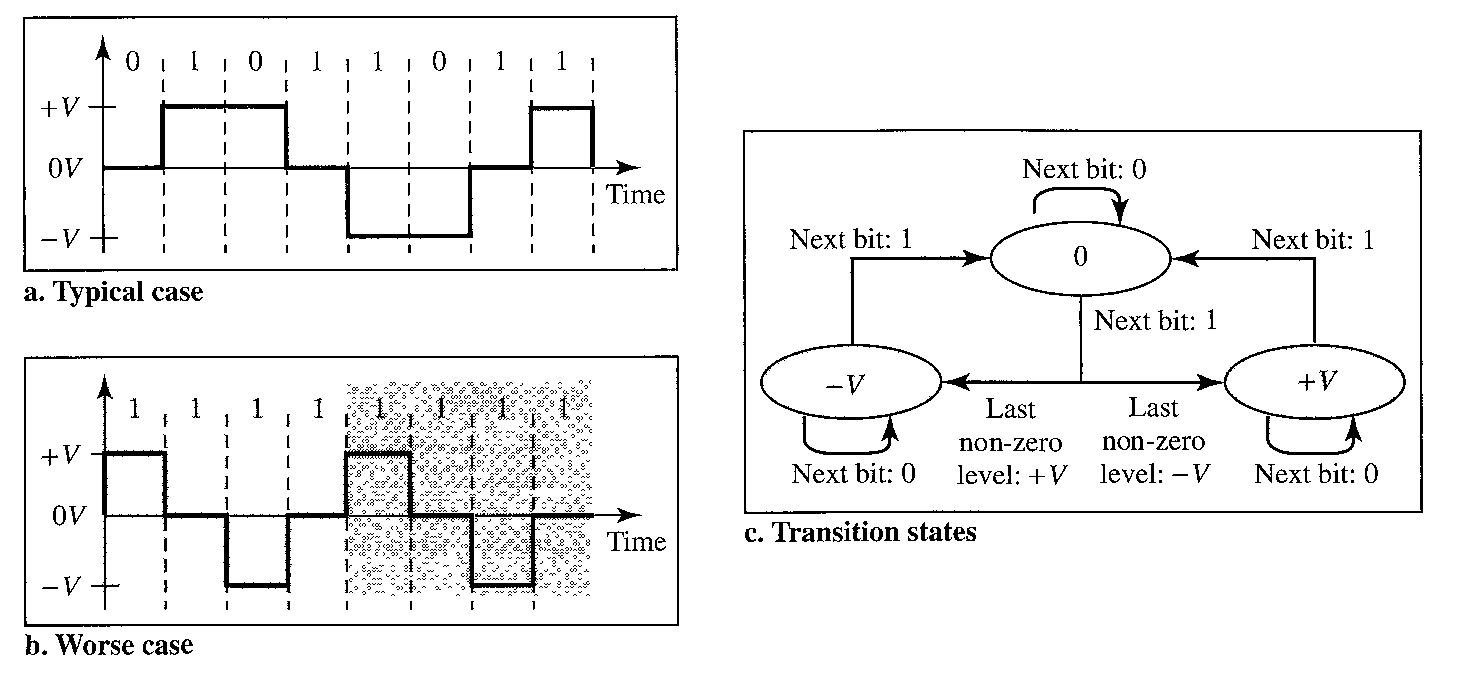 0 1 0 1 1 0 1 1
+V
0V
Time
−V
a. Typical case
1 1 1 1 1 1 1 1
+V
0V
Time
−V
b. Worse case
Next bit: 0
Next bit: 1
Next bit: 1
0
Next bit: 1
−V
+V
Last
non-zero
level: +V
Last
non-zero
level: −V
Next bit: 0
Next bit: 0
c. Transition states